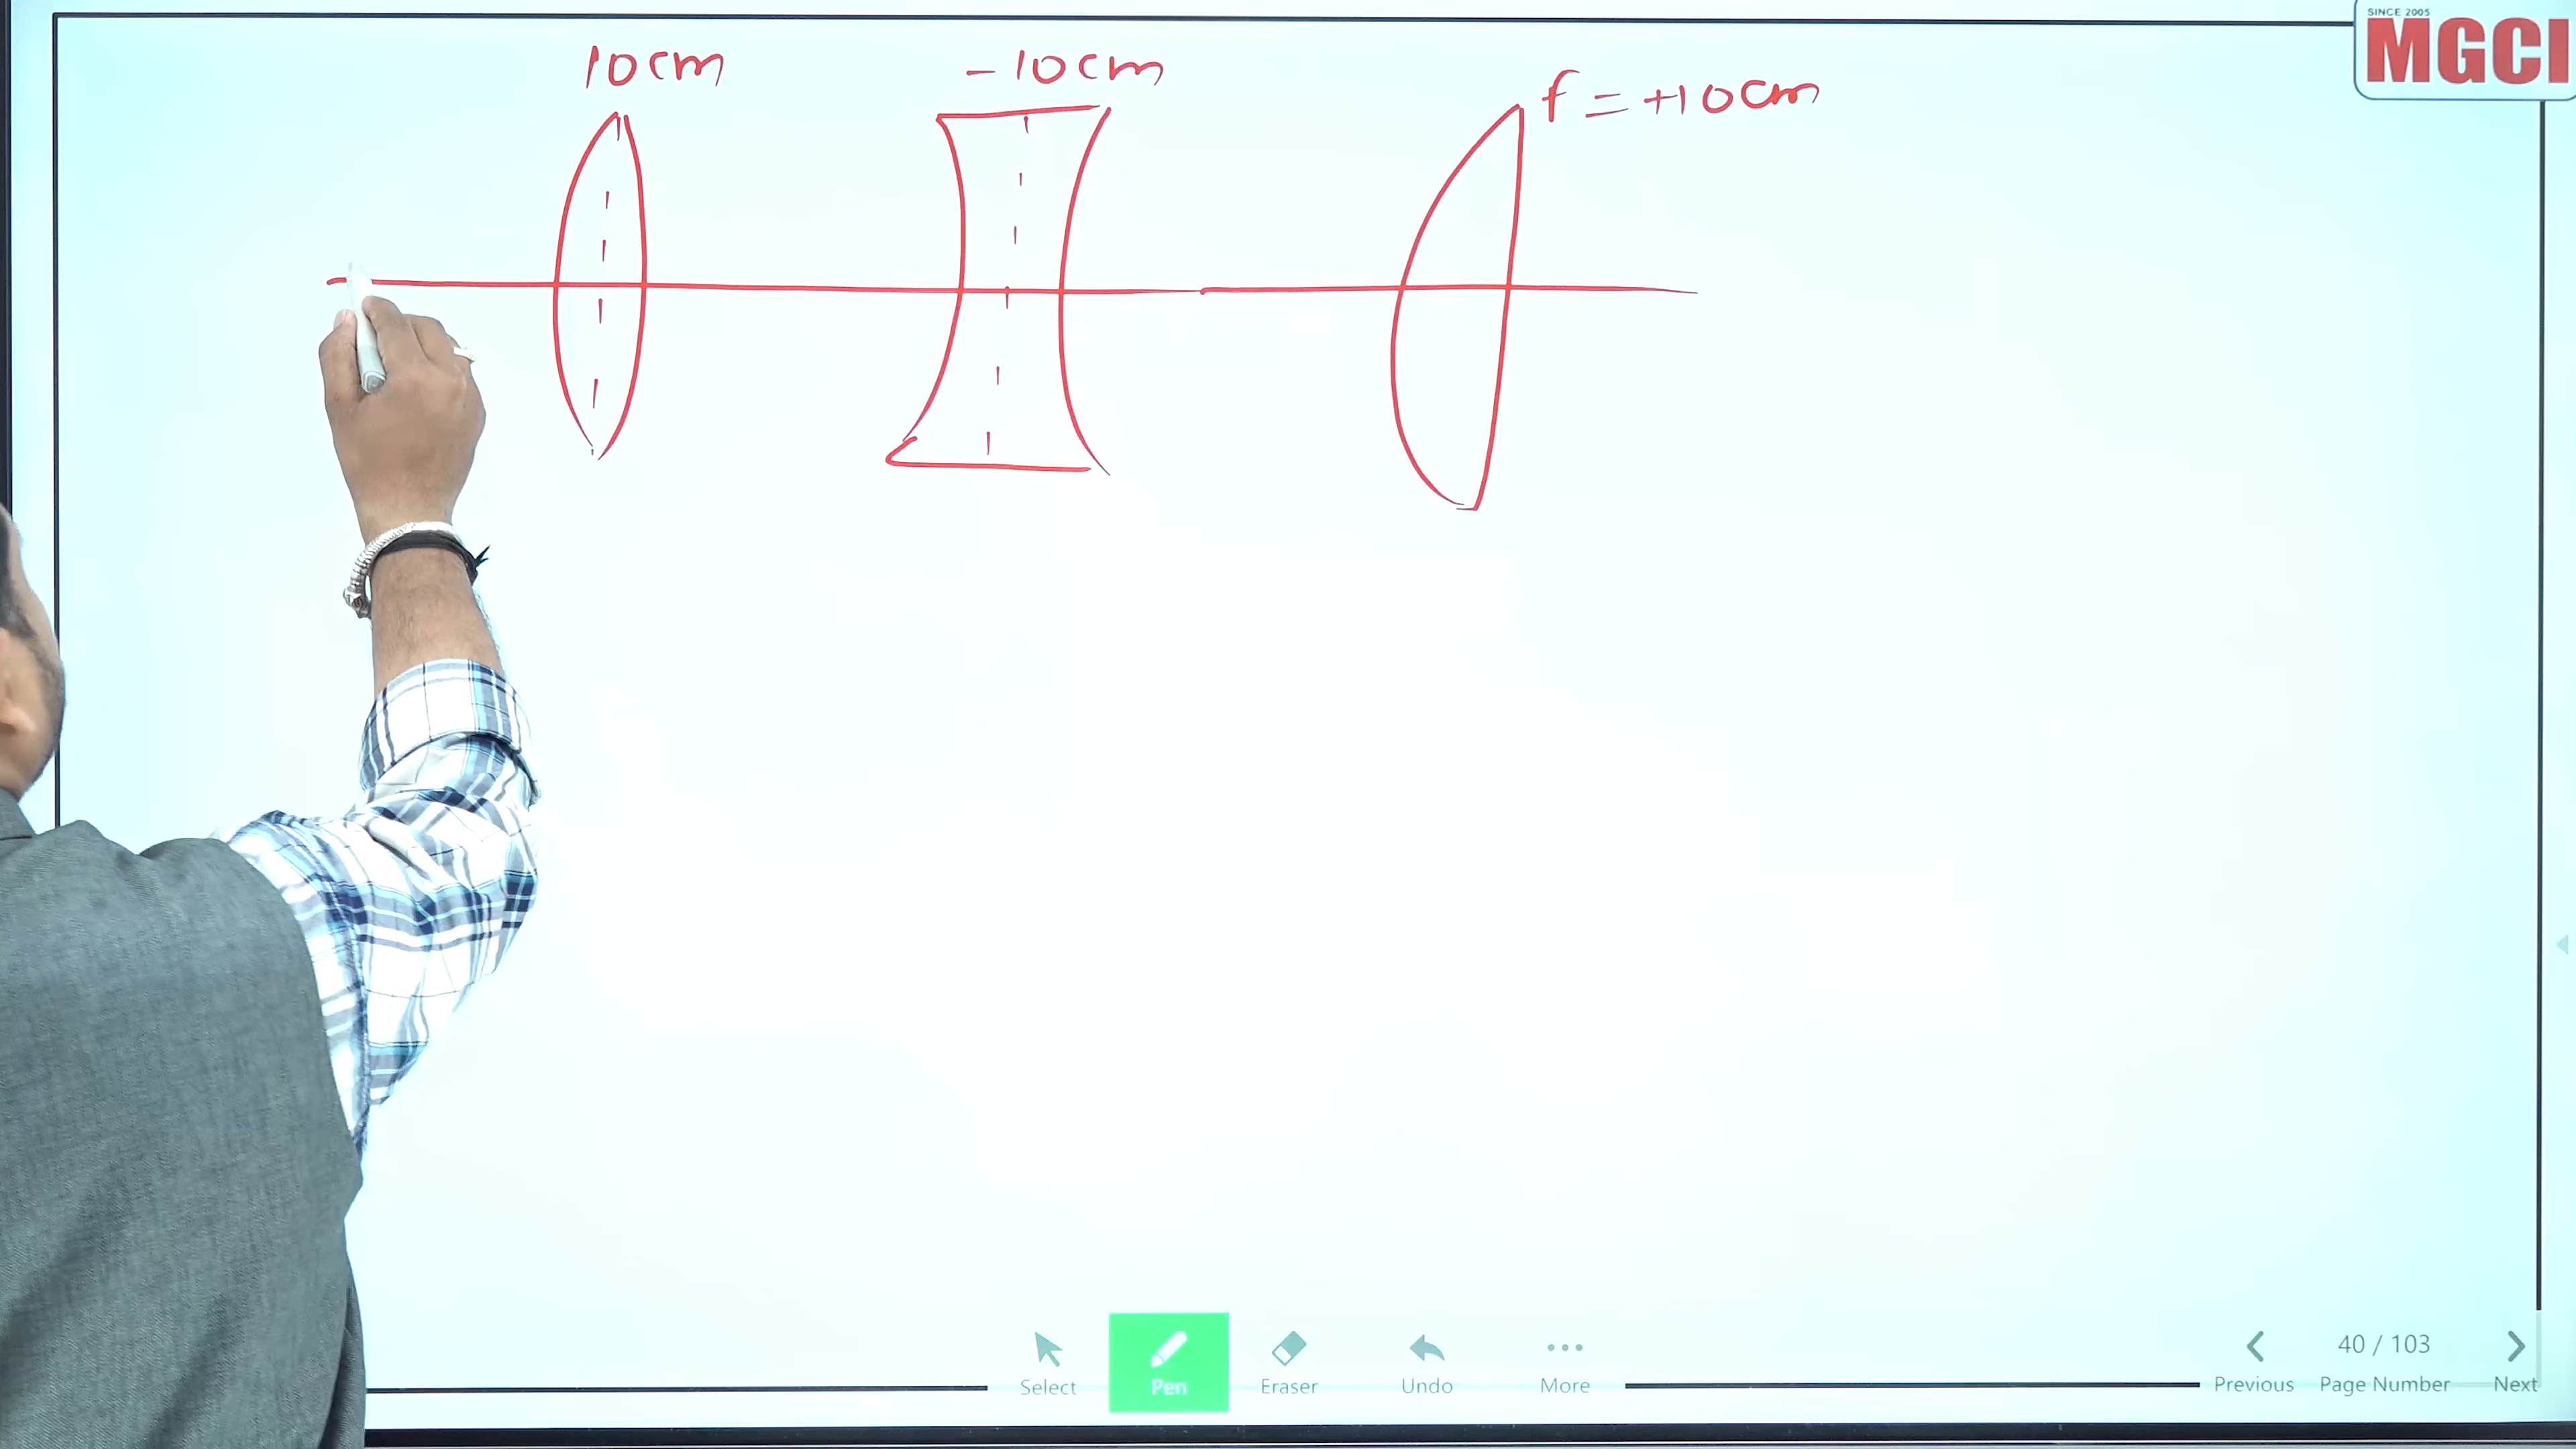 SINCE 2005
MGCI
10cm
-10cm
f = +10cm
Select
Pen
Eraser
Undo
More
Previous
40 / 103
Page Number
Next